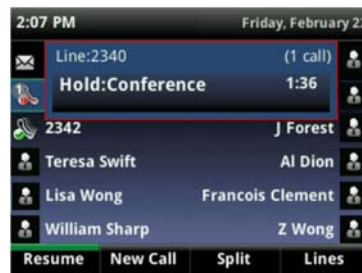 2:07 PM Friday, February 22
Line:2340 (1 call)
Hold:Conference 1:36
2342 J Forest
Teresa Swift Al Dion
Lisa Wong Francois Clement
William Sharp Z Wong
Resume New Call Split Lines